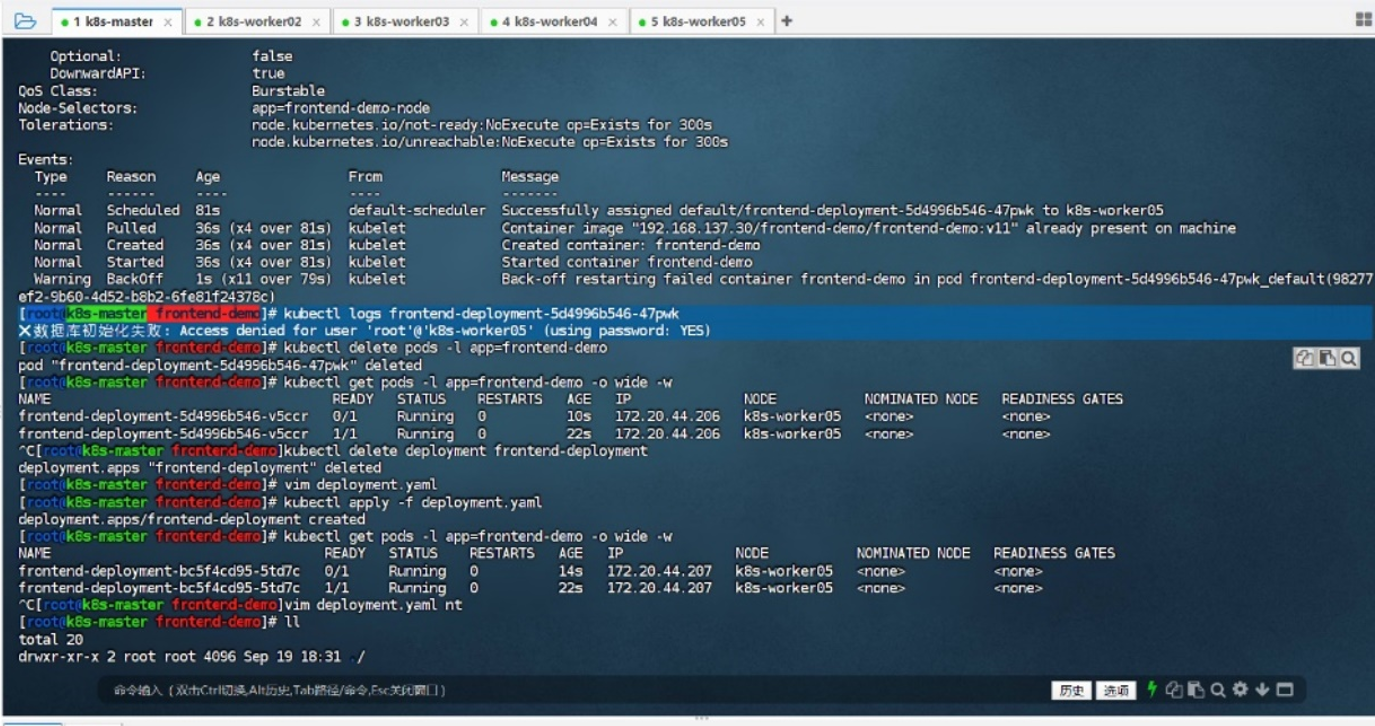 1 k8s-master × 2 k8s-worker02 × 3 k8s-worker03 × 4 k8s-worker04 × 5 k8s-worker05 × +
Optional: false
DownwardAPI: true
QoS Class: Burstable
Node-Selectors: app=frontend-demo-node
Tolerations: node.kubernetes.io/not-ready:NoExecute op=Exists for 300s
node.kubernetes.io/unreachable:NoExecute op=Exists for 300s
Events:
Type Reason Age From Message
---- ------ ---- ---- -------
Normal Scheduled 81s default-scheduler Successfully assigned default/frontend-deployment-5d4996b546-47pwk to k8s-worker05
Normal Pulled 36s (x4 over 81s) kubelet Container image "192.168.137.30/frontend-demo/frontend-demo:v11" already present on machine
Normal Created 36s (x4 over 81s) kubelet Created container: frontend-demo
Normal Started 36s (x4 over 81s) kubelet Started container frontend-demo
Warning BackOff 1s (x11 over 79s) kubelet Back-off restarting failed container frontend-demo in pod frontend-deployment-5d4996b546-47pwk_default(98277
ef2-9b60-4d52-b8b2-6fe81f24378c)
[root@k8s-master frontend-demo]# kubectl logs frontend-deployment-5d4996b546-47pwk
❌数据库初始化失败: Access denied for user 'root'@'k8s-worker05' (using password: YES)
[root@k8s-master frontend-demo]# kubectl delete pods -l app=frontend-demo
pod "frontend-deployment-5d4996b546-47pwk" deleted
[root@k8s-master frontend-demo]# kubectl get pods -l app=frontend-demo -o wide -w
NAME READY STATUS RESTARTS AGE IP NODE NOMINATED NODE READINESS GATES
frontend-deployment-5d4996b546-v5ccr 0/1 Running 0 10s 172.20.44.206 k8s-worker05 <none> <none>
frontend-deployment-5d4996b546-v5ccr 1/1 Running 0 22s 172.20.44.206 k8s-worker05 <none> <none>
^C[root@k8s-master frontend-demo]kubectl delete deployment frontend-deployment
deployment.apps "frontend-deployment" deleted
[root@k8s-master frontend-demo]# vim deployment.yaml
[root@k8s-master frontend-demo]# kubectl apply -f deployment.yaml
deployment.apps/frontend-deployment created
[root@k8s-master frontend-demo]# kubectl get pods -l app=frontend-demo -o wide -w
NAME READY STATUS RESTARTS AGE IP NODE NOMINATED NODE READINESS GATES
frontend-deployment-bc5f4cd95-5td7c 0/1 Running 0 14s 172.20.44.207 k8s-worker05 <none> <none>
frontend-deployment-bc5f4cd95-5td7c 1/1 Running 0 22s 172.20.44.207 k8s-worker05 <none> <none>
^C[root@k8s-master frontend-demo]vim deployment.yaml nt
[root@k8s-master frontend-demo]# ll
total 20
drwxr-xr-x 2 root root 4096 Sep 19 18:31 ./
命令输入 (双击Ctrl切换,Alt历史,Tab路径/命令,Esc关闭窗口) 历史 选项